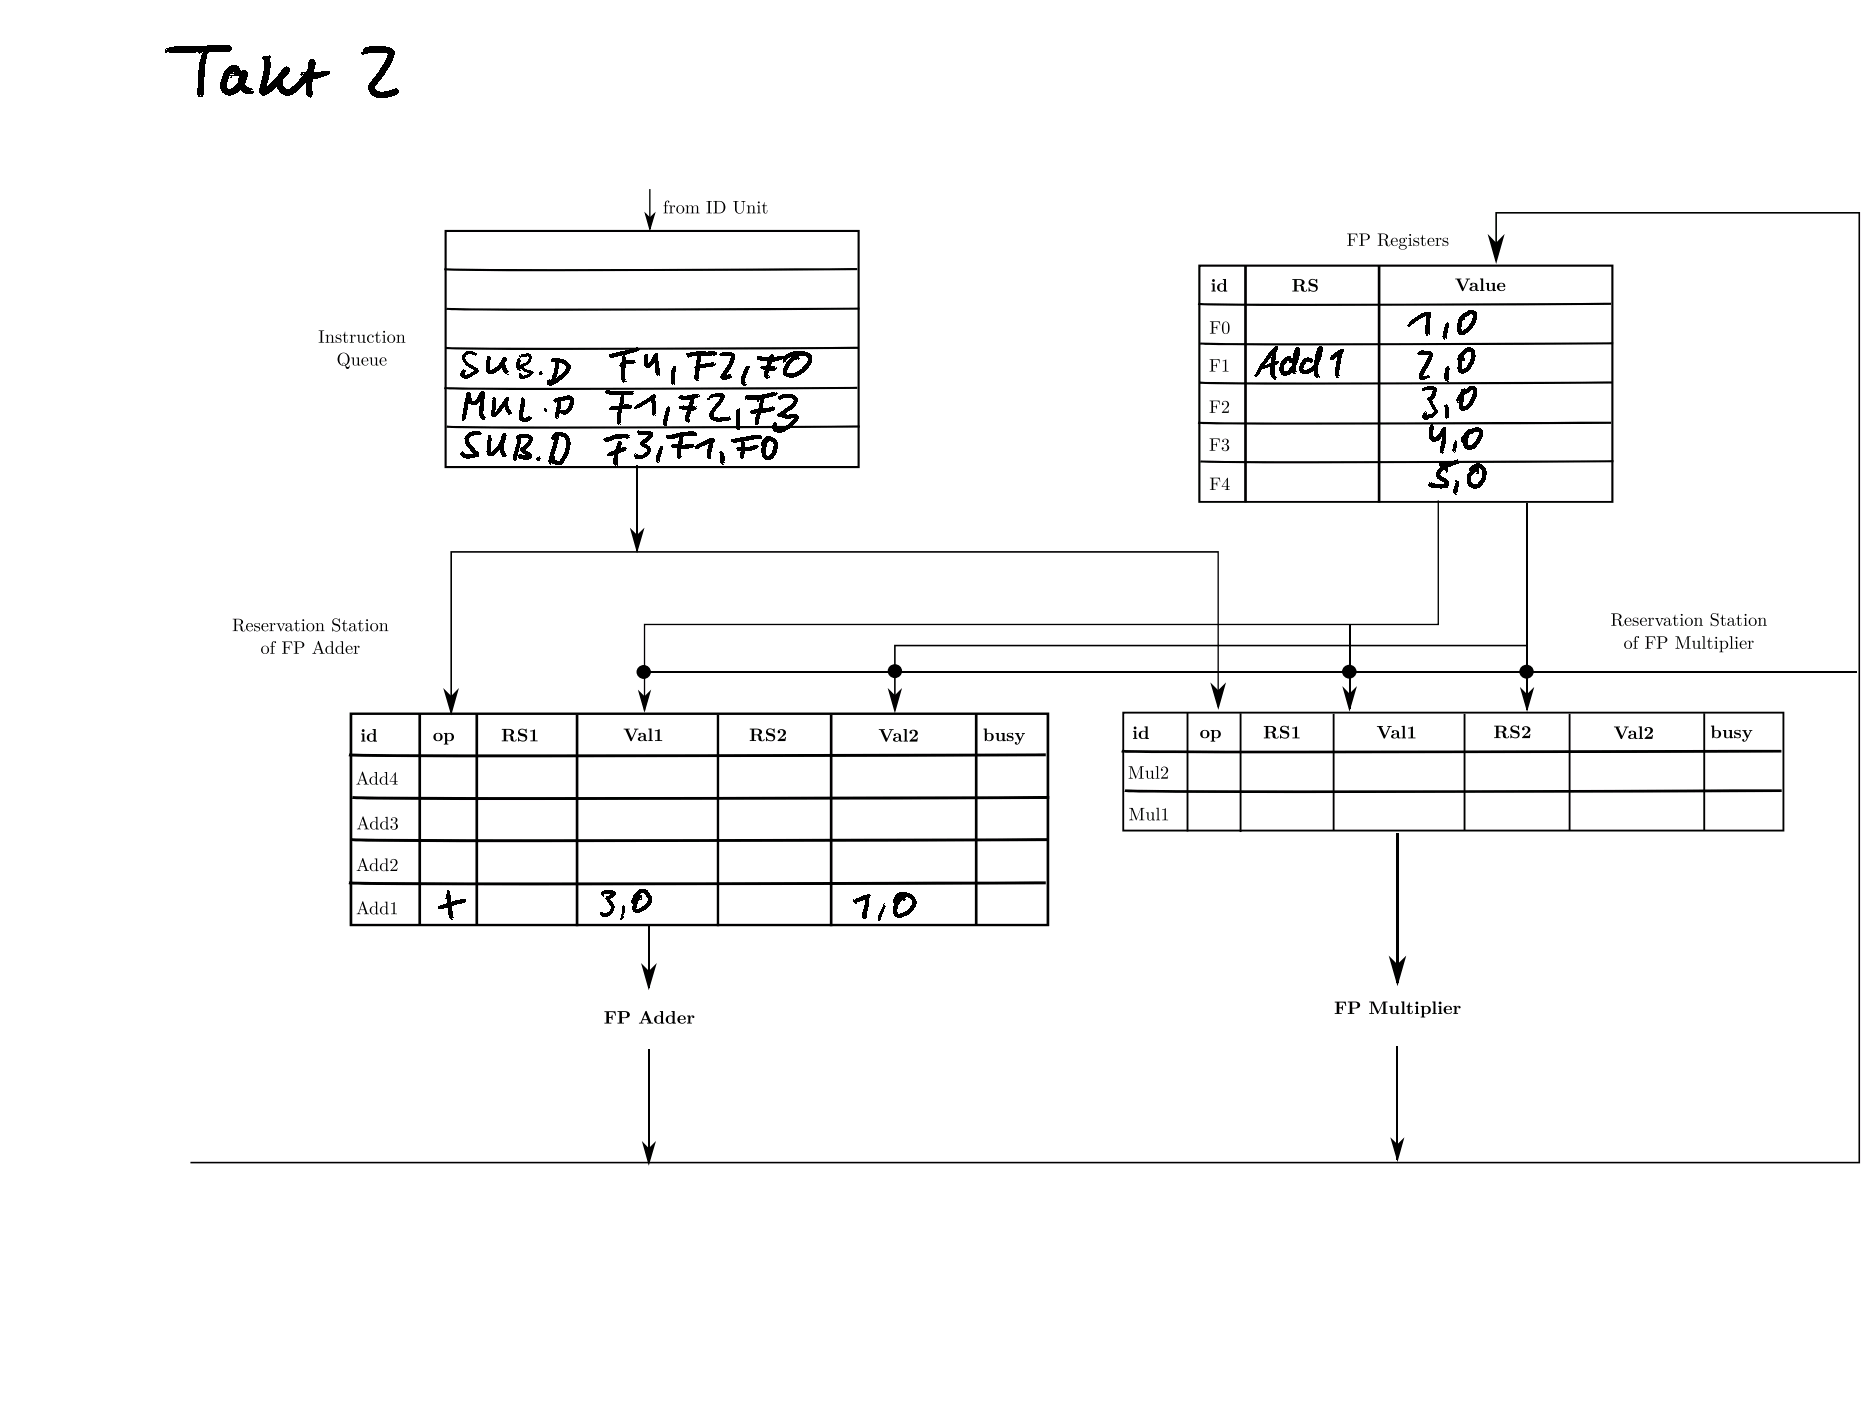 Takt 2
from ID Unit
Instruction
Queue
SUB.D F4, F2, F0
MUL.D F1, F2, F3
SUB.D F3, F1, F0
FP Registers
id RS Value
F0 1,0
F1 Add1 2,0
F2 3,0
F3 4,0
F4 5,0
Reservation Station
of FP Adder
Reservation Station
of FP Multiplier
id op RS1 Val1 RS2 Val2 busy
Add4
Add3
Add2
Add1 + 3,0 1,0
id op RS1 Val1 RS2 Val2 busy
Mul2
Mul1
FP Adder
FP Multiplier